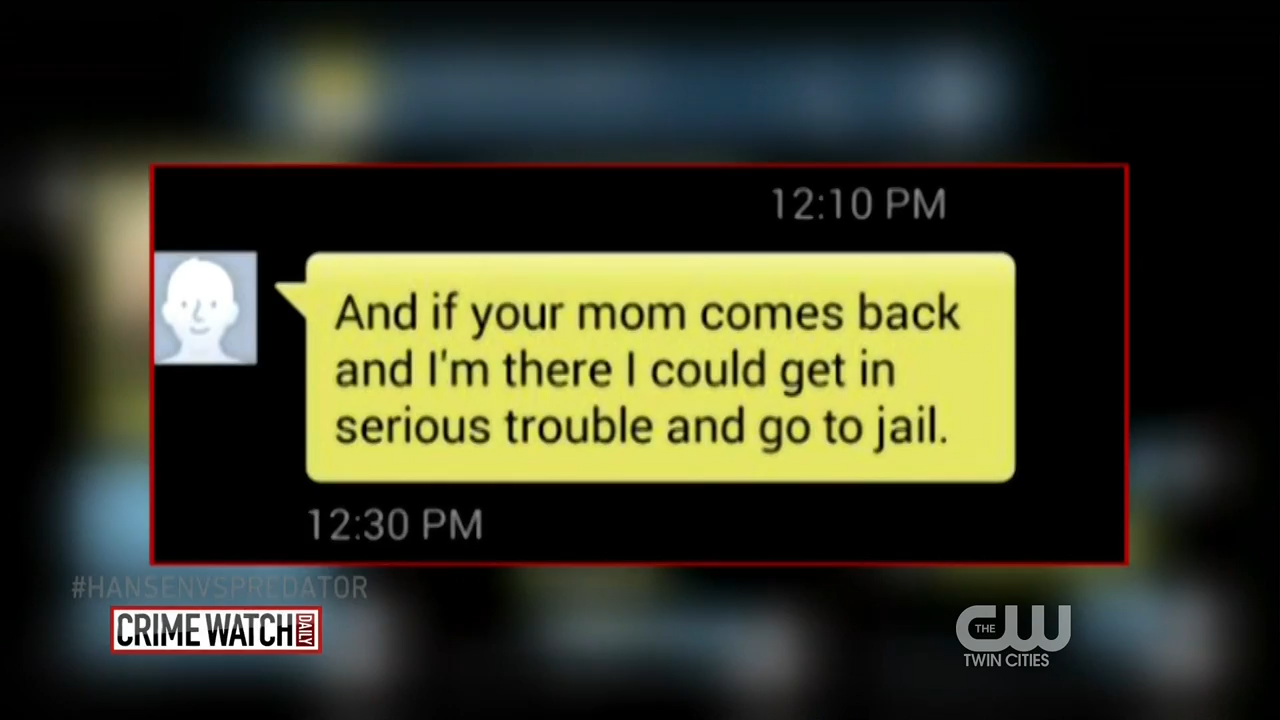 12:10 PM
And if your mom comes back
and I'm there I could get in
serious trouble and go to jail.
12:30 PM
#HANSENVSPREDATOR
CRIME WATCH DAILY
THE CW
TWIN CITIES